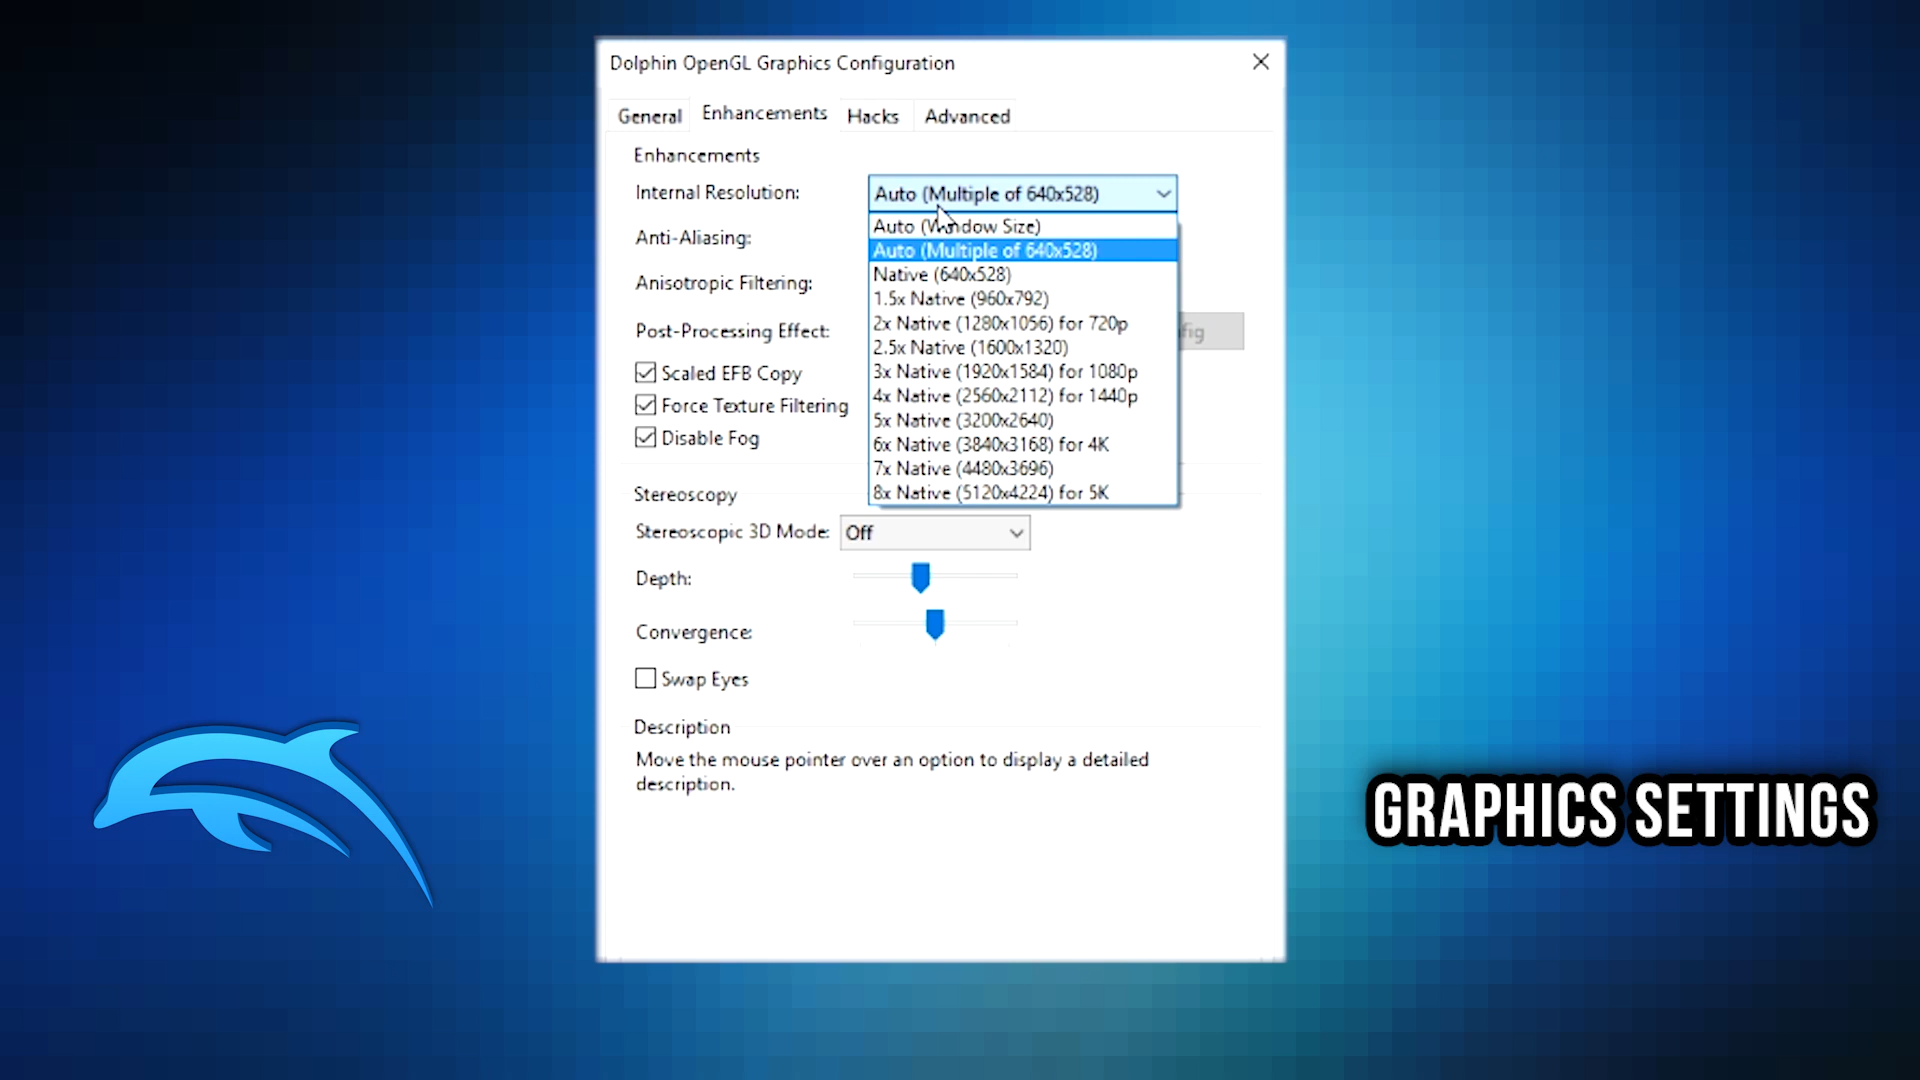 Dolphin OpenGL Graphics Configuration
General Enhancements Hacks Advanced
Enhancements
Internal Resolution: Auto (Multiple of 640x528)
Auto (Window Size)
Anti-Aliasing:
Auto (Multiple of 640x528)
Native (640x528)
Anisotropic Filtering:
1.5x Native (960x792)
2x Native (1280x1056) for 720p
Post-Processing Effect:
2.5x Native (1600x1320)
3x Native (1920x1584) for 1080p
Scaled EFB Copy
4x Native (2560x2112) for 1440p
Force Texture Filtering
5x Native (3200x2640)
Disable Fog
6x Native (3840x3168) for 4K
7x Native (4480x3696)
8x Native (5120x4224) for 5K
Stereoscopy
Stereoscopic 3D Mode: Off
Depth:
Convergence:
Swap Eyes
Description
Move the mouse pointer over an option to display a detailed
description.
GRAPHICS SETTINGS